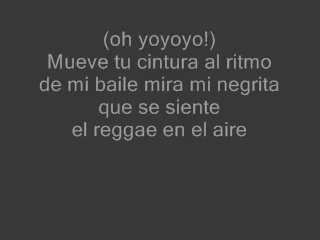 (oh yoyoyo!)
Mueve tu cintura al ritmo
de mi baile mira mi negrita
que se siente
el reggae en el aire